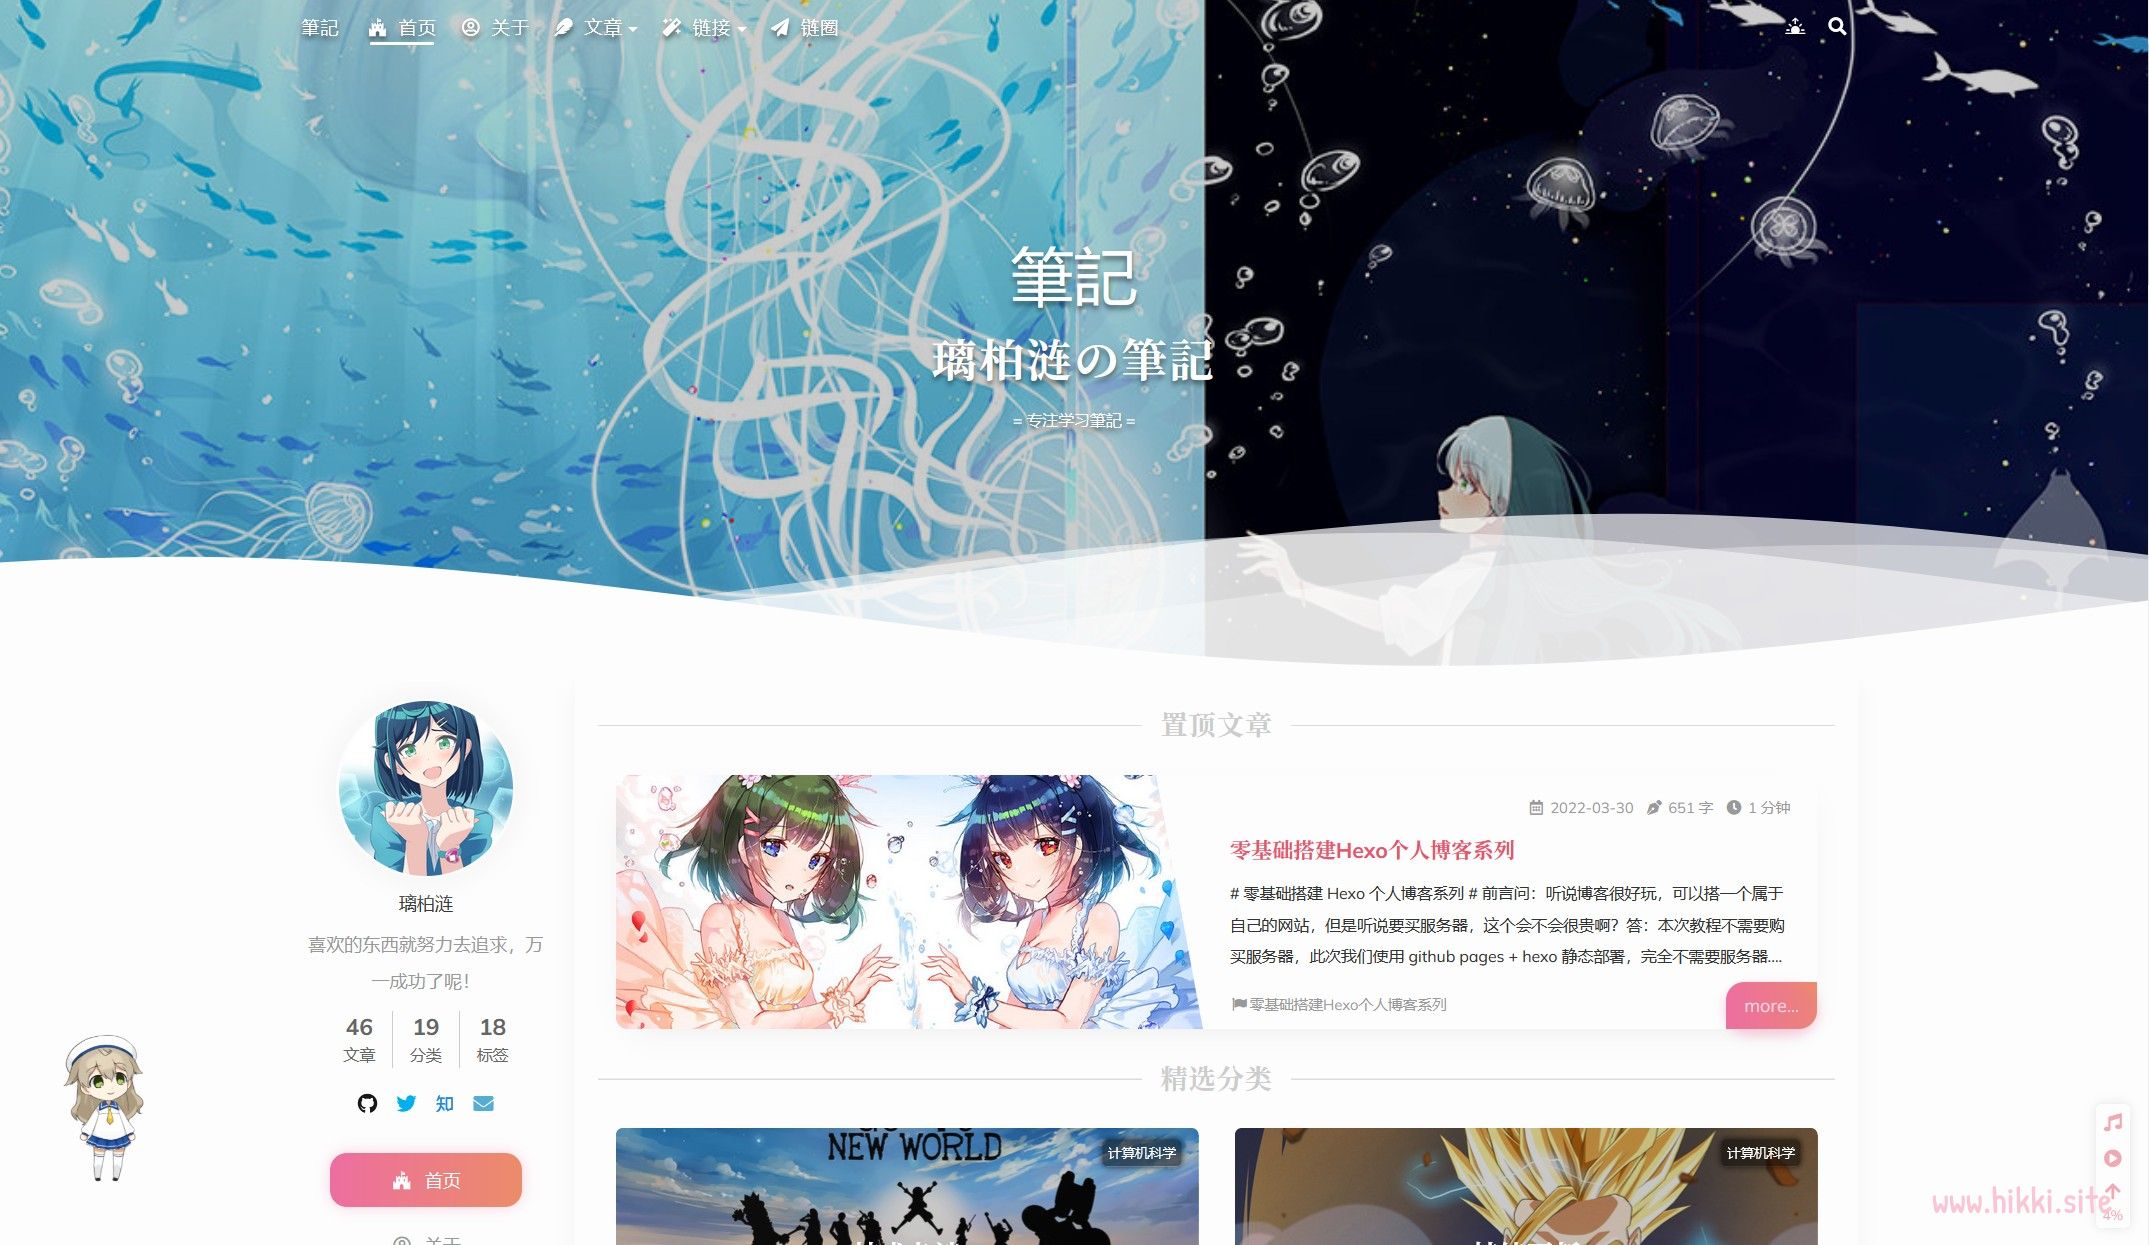 筆記 首页 关于 文章 链接 链圈
筆記
璃柏涟の筆記
= 专注学习筆記 =
置顶文章
2022-03-30 651 字 1 分钟
零基础搭建Hexo个人博客系列
# 零基础搭建 Hexo 个人博客系列 # 前言问：听说博客很好玩，可以搭一个属于
自己的网站，但是听说要买服务器，这个会不会很贵啊？答：本次教程不需要购
买服务器，此次我们使用 github pages + hexo 静态部署，完全不需要服务器....
零基础搭建Hexo个人博客系列
more...
璃柏涟
喜欢的东西就努力去追求，万
一成功了呢！
46 19 18
文章 分类 标签
知
首页
关于
精选分类
NEW WORLD
计算机科学
计算机科学
www.hikki.site
4%